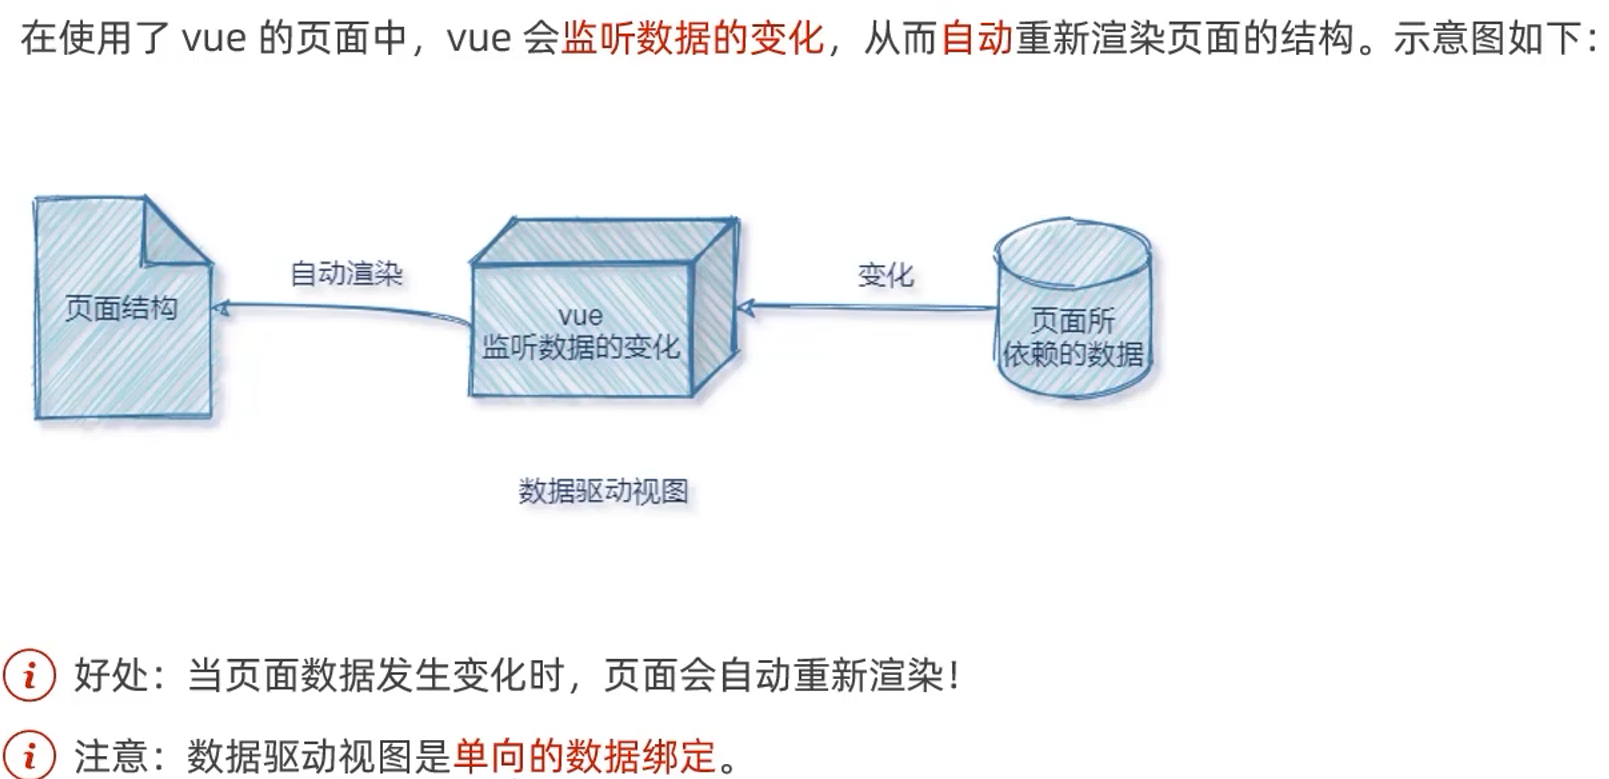 在使用了 vue 的页面中，vue 会监听数据的变化，从而自动重新渲染页面的结构。示意图如下：
自动渲染
变化
页面结构
vue
监听数据的变化
页面所
依赖的数据
数据驱动视图
i 好处：当页面数据发生变化时，页面会自动重新渲染！
i 注意：数据驱动视图是单向的数据绑定。